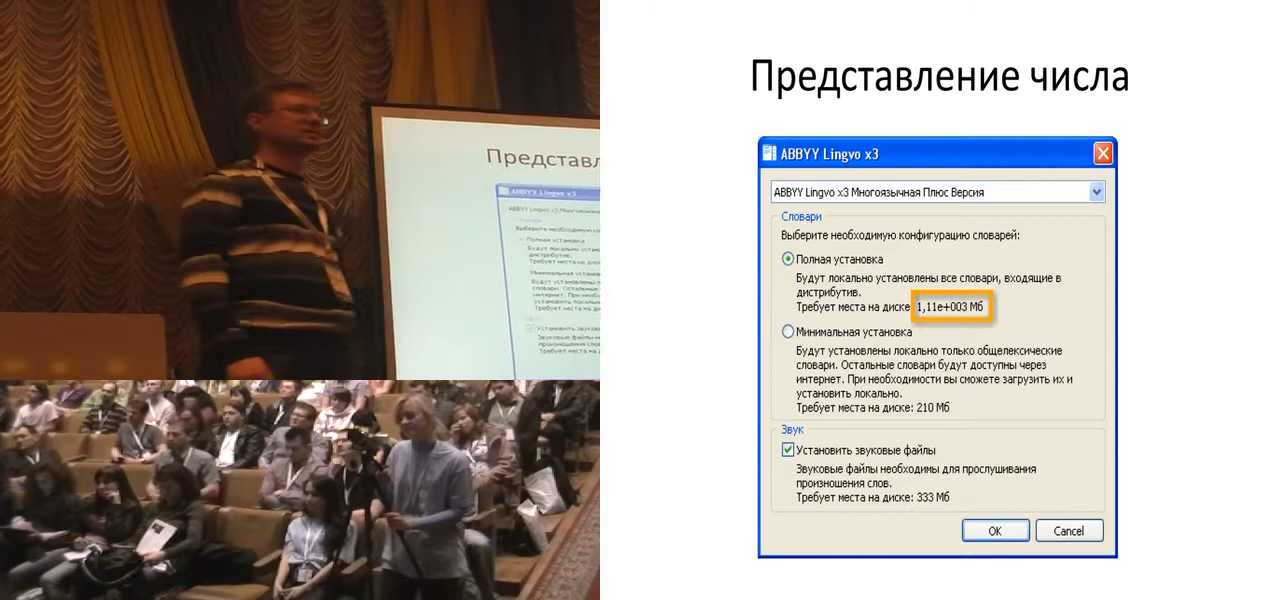 Представл
ABBYY Lingvo x3
Представление числа
ABBYY Lingvo x3
ABBYY Lingvo x3 Многоязычная Плюс Версия
Словари
Выберите необходимую конфигурацию словарей:
Полная установка
Будут локально установлены все словари, входящие в
дистрибутив.
Требует места на диске: 1,11e+003 Мб
Минимальная установка
Будут установлены локально только общелексические
словари. Остальные словари будут доступны через
интернет. При необходимости вы сможете загрузить их и
установить локально.
Требует места на диске: 210 Мб
Звук
Установить звуковые файлы
Звуковые файлы необходимы для прослушивания
произношения слов.
Требует места на диске: 333 Мб
OK
Cancel